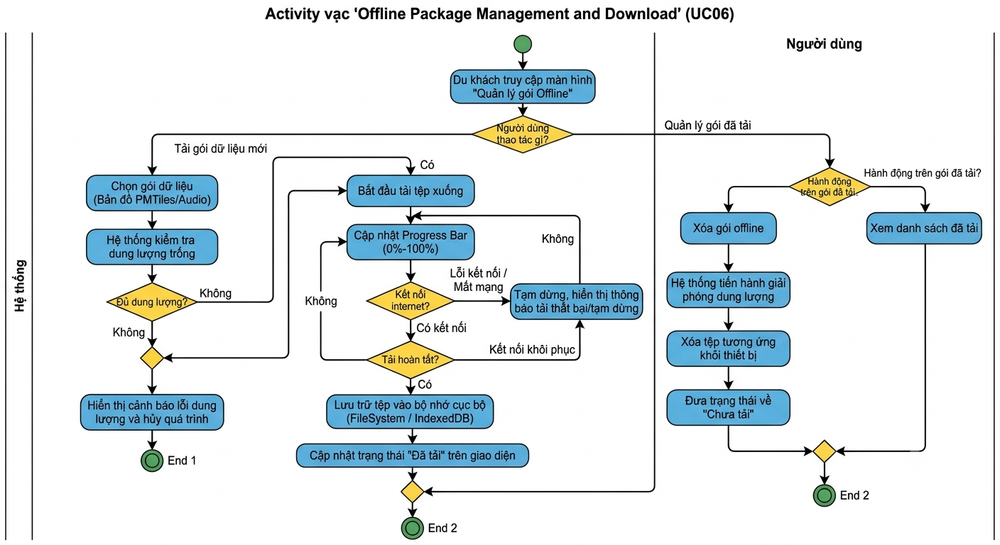 Activity vạc 'Offline Package Management and Download' (UC06)
Người dùng
Hệ thống
Du khách truy cập màn hình
"Quản lý gói Offline"
Người dùng
thao tác gì?
Quản lý gói đã tải
Tải gói dữ liệu mới
Chọn gói dữ liệu
(Bản đồ PMTiles/Audio)
Hệ thống kiểm tra
dung lượng trống
Đủ dung lượng?
Không
Không
Hiển thị cảnh báo lỗi dung
lượng và hủy quá trình
End 1
Có
Bắt đầu tải tệp xuống
Cập nhật Progress Bar
(0%-100%)
Kết nối
internet?
Lỗi kết nối /
Mất mạng
Không
Tạm dừng, hiển thị thông
báo tải thất bại/tạm dừng
Có kết nối
Không
Tải hoàn tất?
Kết nối khôi phục
Có
Lưu trữ tệp vào bộ nhớ cục bộ
(FileSystem / IndexedDB)
Cập nhật trạng thái "Đã tải" trên giao diện
End 2
Hành động
trên gói đã tải?
Hành động trên gói đã tải?
Xóa gói offline
Xem danh sách đã tải
Hệ thống tiến hành giải
phóng dung lượng
Xóa tệp tương ứng
khỏi thiết bị
Đưa trạng thái về
"Chưa tải"
End 2